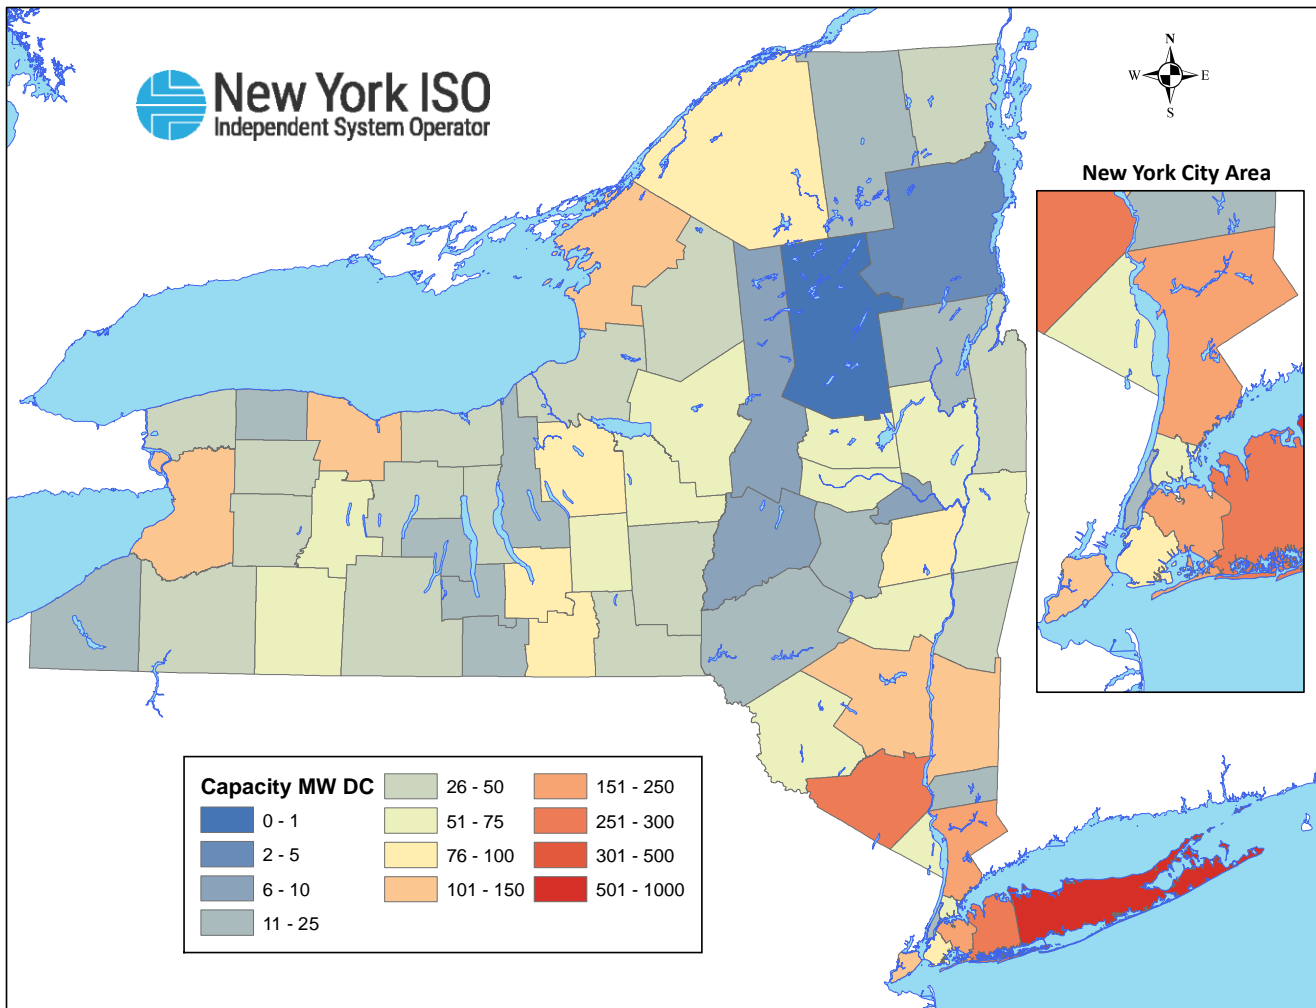 New York ISO
Independent System Operator
N
W E
S
New York City Area
Capacity MW DC
0 - 1
2 - 5
6 - 10
11 - 25
26 - 50
51 - 75
76 - 100
101 - 150
151 - 250
251 - 300
301 - 500
501 - 1000